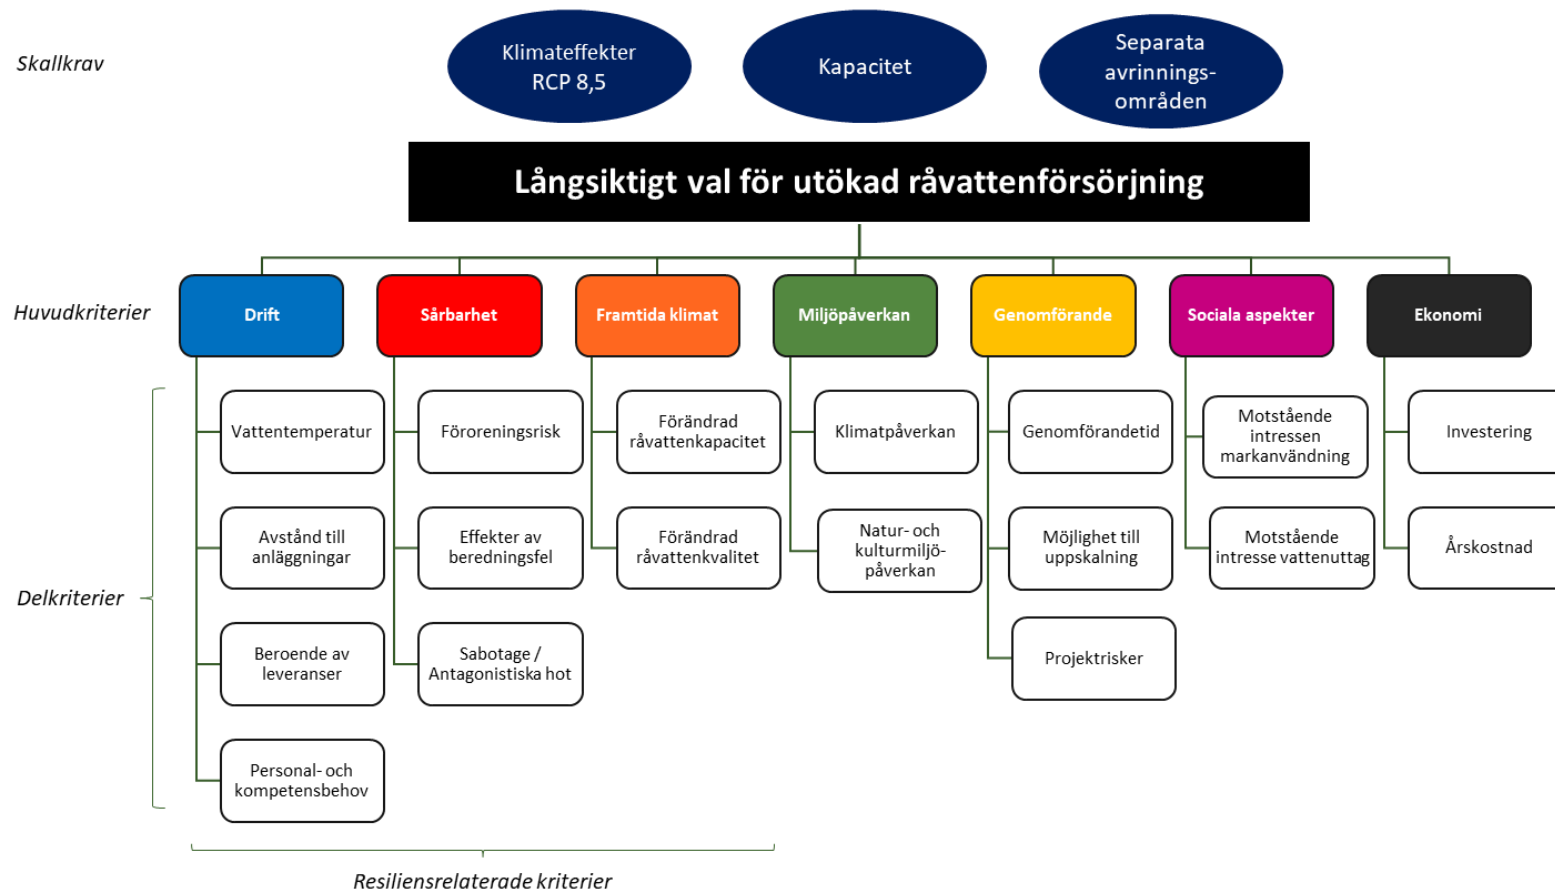 Skallkrav
Klimateffekter
RCP 8,5
Kapacitet
Separata
avrinnings-
områden
Långsiktigt val för utökad råvattenförsörjning
Huvudkriterier
Drift
Sårbarhet
Framtida klimat
Miljöpåverkan
Genomförande
Sociala aspekter
Ekonomi
Delkriterier
Vattentemperatur
Avstånd till
anläggningar
Beroende av
leveranser
Personal- och
kompetensbehov
Föroreningsrisk
Effekter av
beredningsfel
Sabotage /
Antagonistiska hot
Förändrad
råvattenkapacitet
Förändrad
råvattenkvalitet
Klimatpåverkan
Natur- och
kulturmiljö-
påverkan
Genomförandetid
Möjlighet till
uppskalning
Projektrisker
Motstående
intressen
markanvändning
Motstående
intresse vattenuttag
Investering
Årskostnad
Resiliensrelaterade kriterier